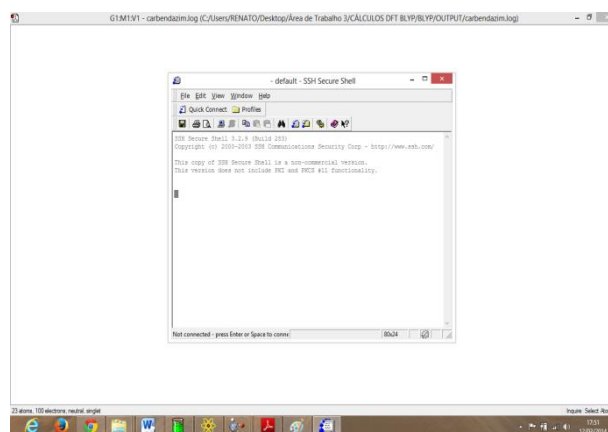 G1:M1:V1 - carbendazim.log (C:/Users/RENATO/Desktop/Área de Trabalho 3/CÁLCULOS DFT BLYP/BLYP/OUTPUT/carbendazim.log)
- default - SSH Secure Shell
File Edit View Window Help
Quick Connect Profiles
SSH Secure Shell 3.2.9 (Build 283)
Copyright (c) 2000-2003 SSH Communications Security Corp - http://www.ssh.com/
This copy of SSH Secure Shell is a non-commercial version.
This version does not include PKI and PKCS #11 functionality.
Not connected - press Enter or Space to conne
80x24
23 atoms, 100 electrons, neutral, singlet
Inquire Select Ato
17:51
12/02/2014